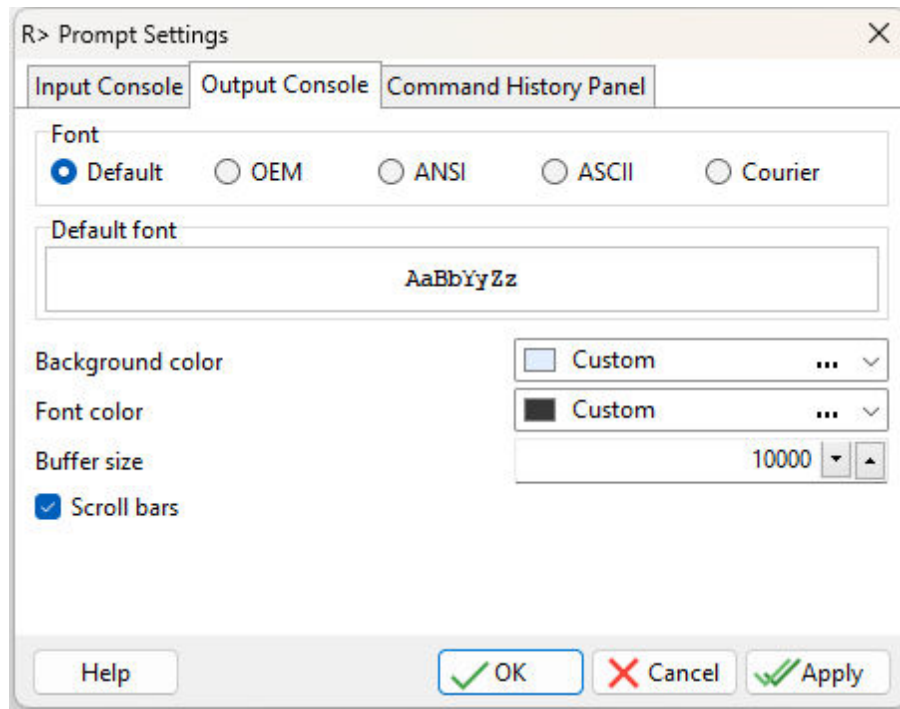 R> Prompt Settings
Input Console Output Console Command History Panel
Font
Default OEM ANSI ASCII Courier
Default font
AaBbYyZz
Background color Custom ...
Font color Custom ...
Buffer size 10000
Scroll bars
Help OK Cancel Apply